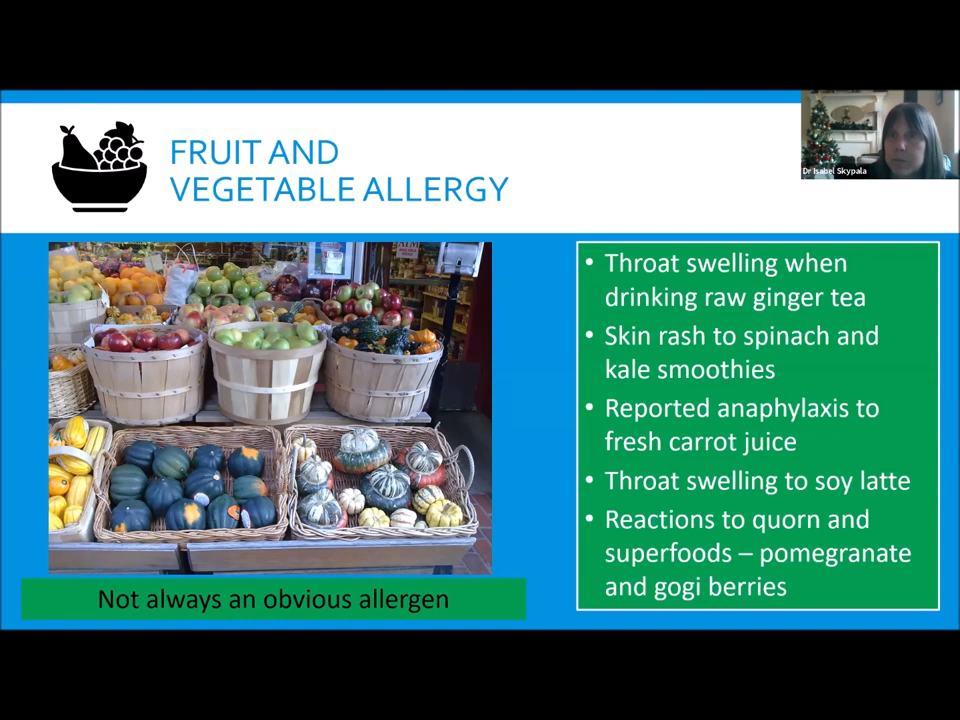 Dr Isabel Skypala
FRUIT AND
VEGETABLE ALLERGY
• Throat swelling when
drinking raw ginger tea
• Skin rash to spinach and
kale smoothies
• Reported anaphylaxis to
fresh carrot juice
• Throat swelling to soy latte
• Reactions to quorn and
superfoods – pomegranate
and gogi berries
Not always an obvious allergen